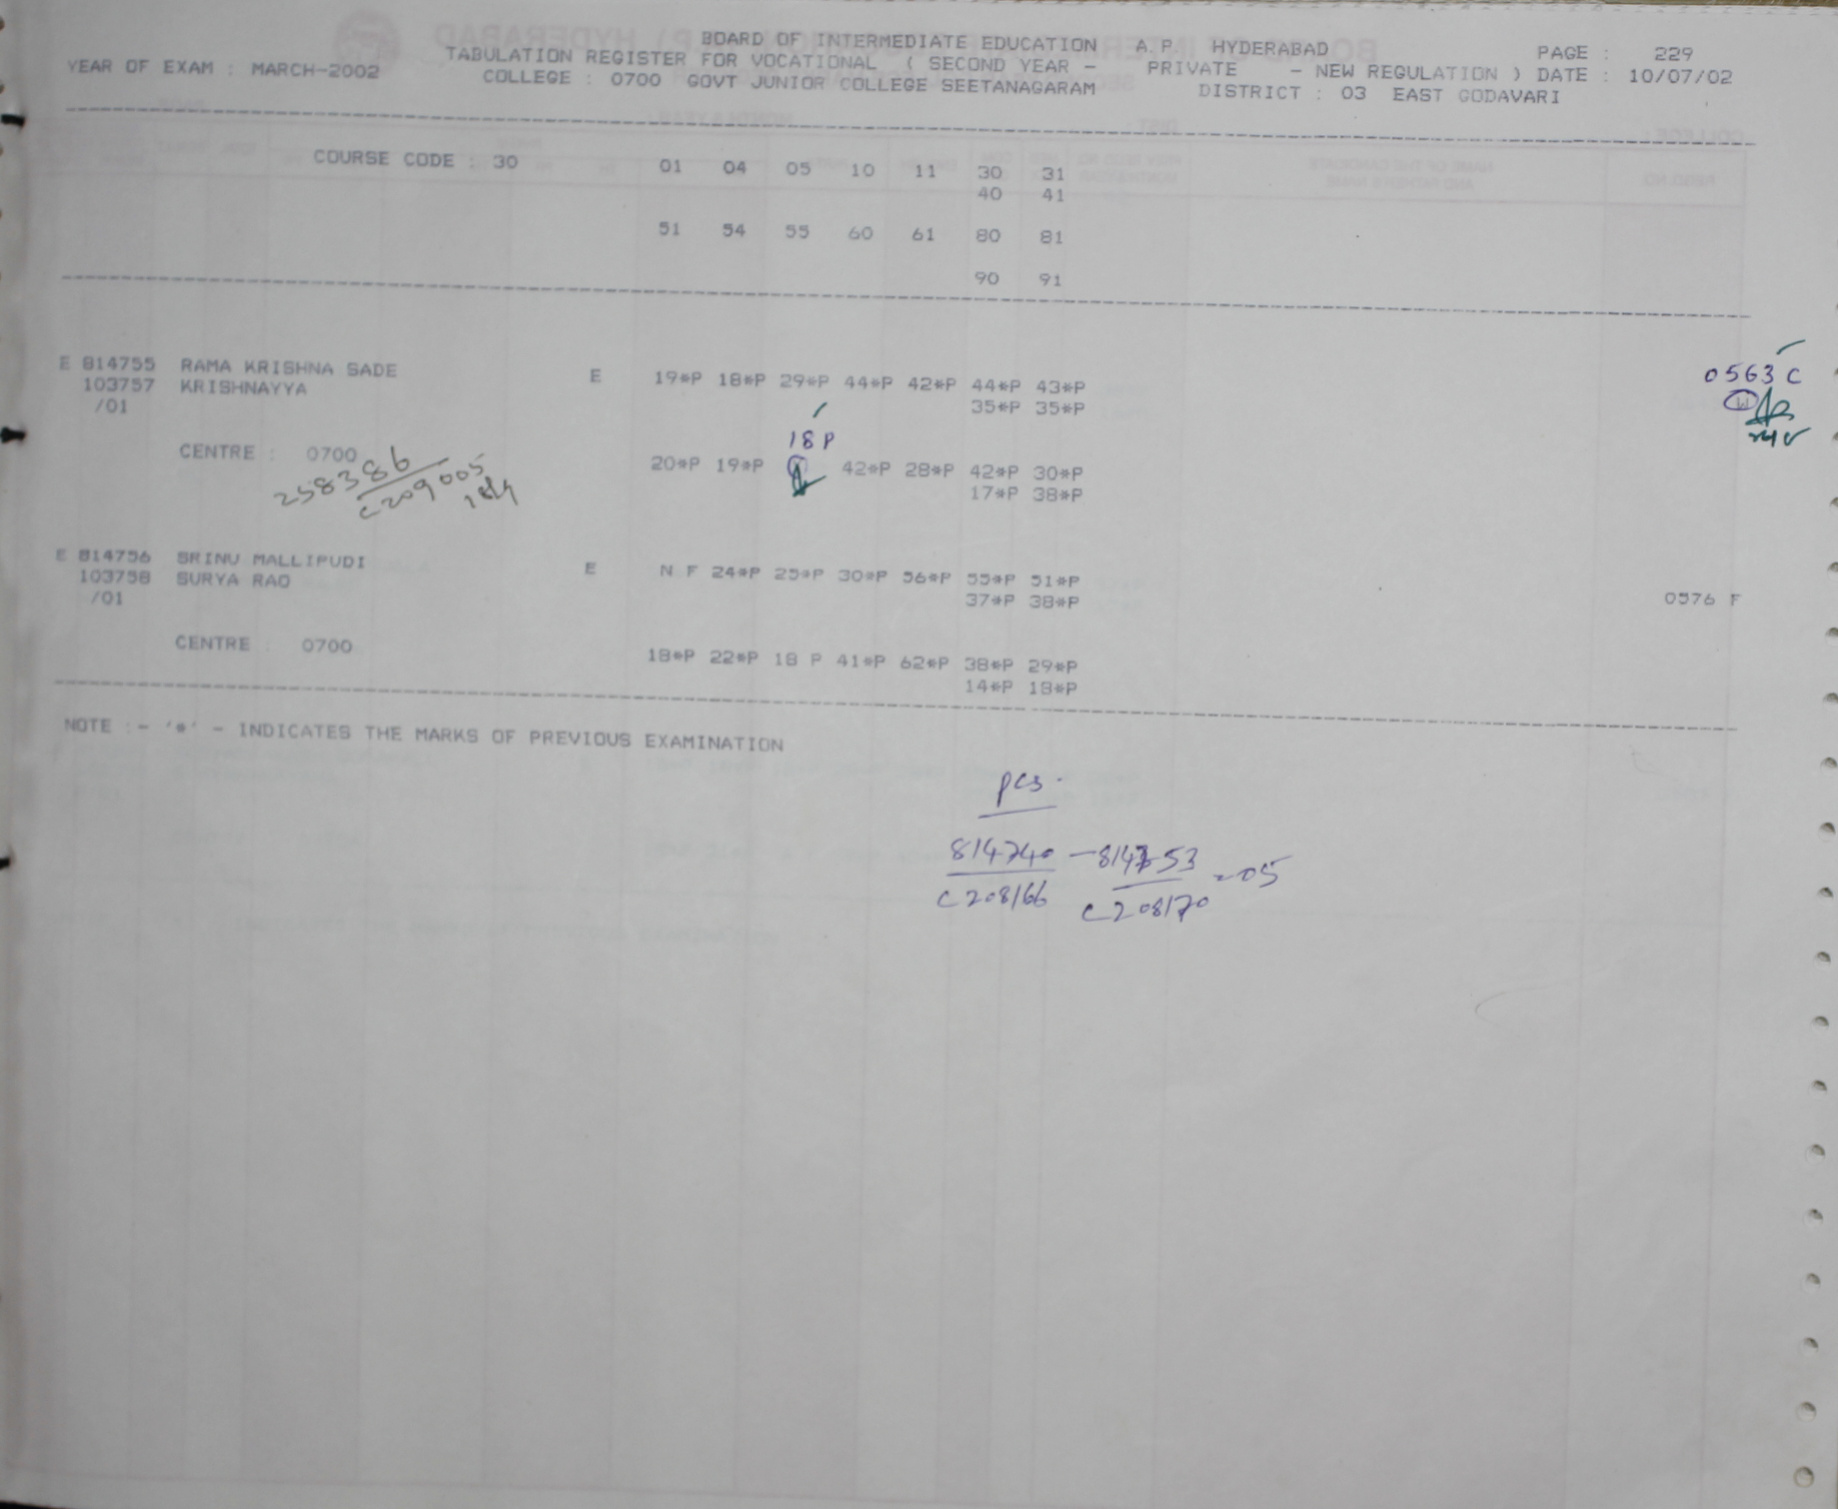 BOARD OF INTERMEDIATE EDUCATION A.P. HYDERABAD PAGE : 229
YEAR OF EXAM : MARCH-2002 TABULATION REGISTER FOR VOCATIONAL ( SECOND YEAR - PRIVATE - NEW REGULATION ) DATE : 10/07/02
COLLEGE : 0700 GOVT JUNIOR COLLEGE SEETANAGARAM DISTRICT : 03 EAST GODAVARI
COURSE CODE : 30 01 04 05 10 11 30 31
40 41
51 54 55 60 61 80 81
90 91
E 814755 RAMA KRISHNA SADE E 19*P 18*P 29*P 44*P 42*P 44*P 43*P 0563 C
103757 KRISHNAYYA 35*P 35*P
/01
18 P
CENTRE : 0700 20*P 19*P 42*P 28*P 42*P 30*P
17*P 38*P
258386
C209005
E 814756 SRINU MALLIPUDI E N F 24*P 25*P 30*P 56*P 55*P 51*P
103758 SURYA RAO 37*P 38*P 0576 F
/01
CENTRE : 0700 18*P 22*P 18 P 41*P 62*P 38*P 29*P
14*P 18*P
NOTE :- '*' - INDICATES THE MARKS OF PREVIOUS EXAMINATION
pcs.
814740 - 814753 = 05
C208166 C208170